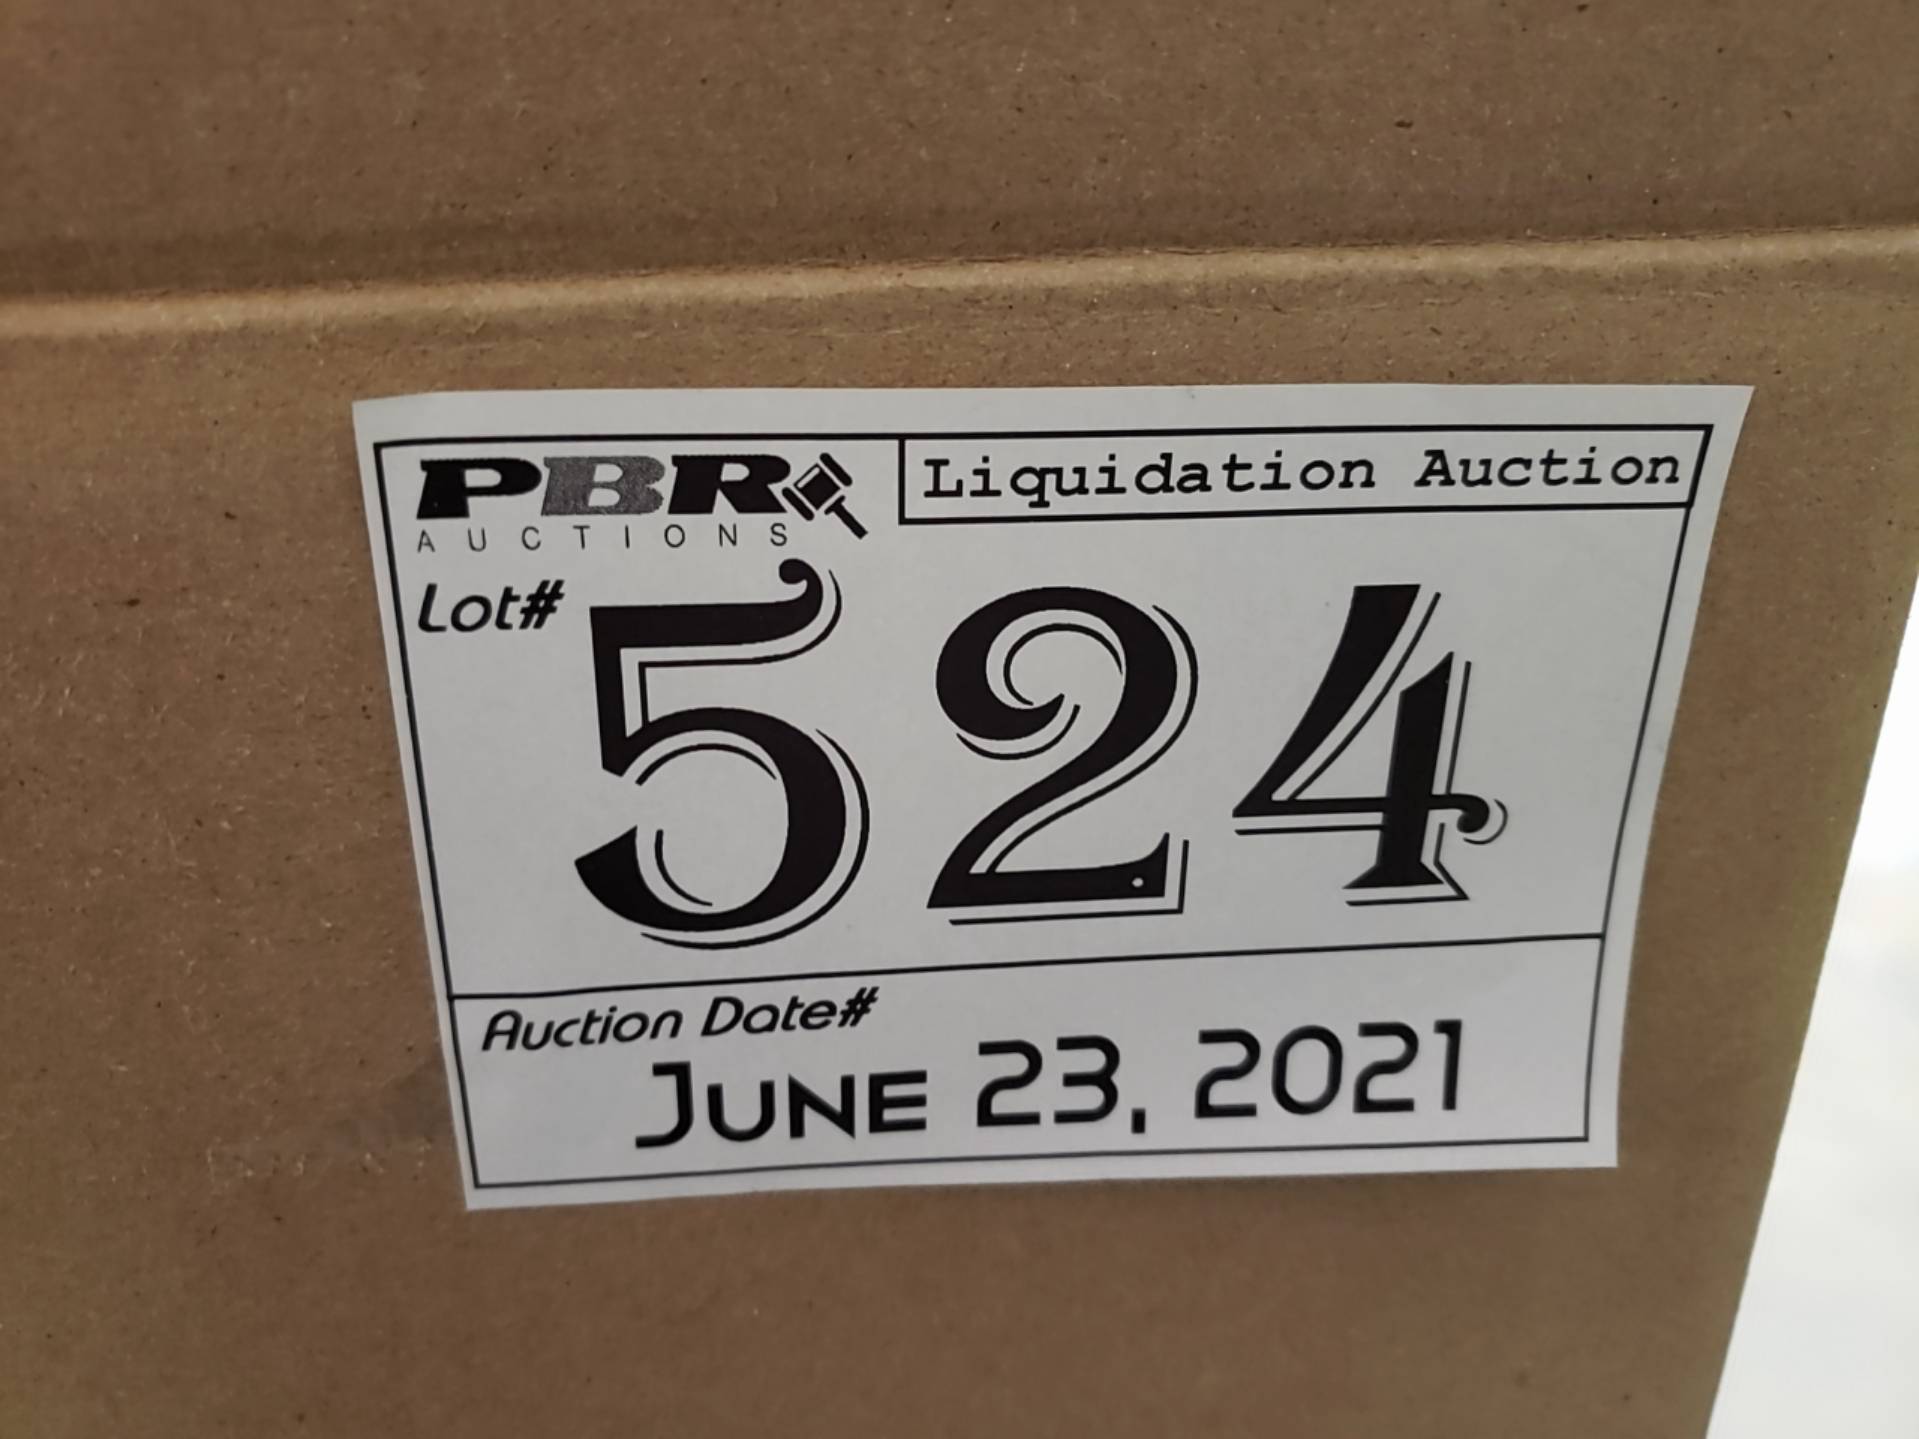 PBR
AUCTIONS
Liquidation Auction
Lot#
524
Auction Date#
JUNE 23, 2021